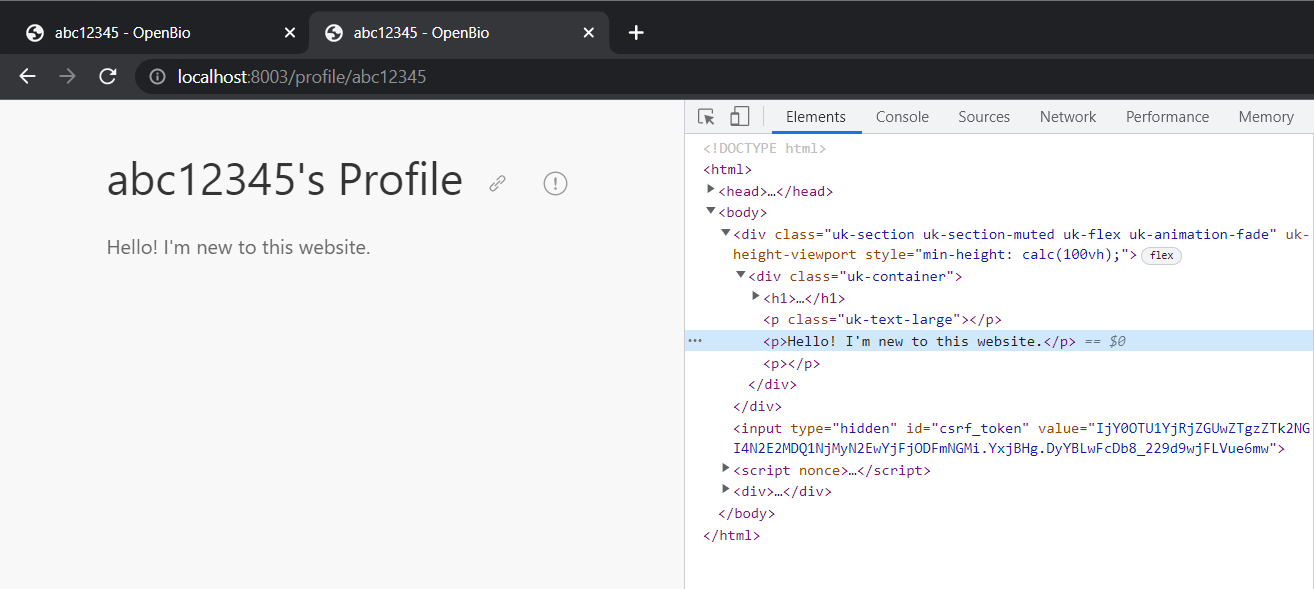 abc12345 - OpenBio
abc12345 - OpenBio
localhost:8003/profile/abc12345
abc12345's Profile
Hello! I'm new to this website.
Elements Console Sources Network Performance Memory
<!DOCTYPE html>
<html>
<head>…</head>
<body>
<div class="uk-section uk-section-muted uk-flex uk-animation-fade" uk-
height-viewport style="min-height: calc(100vh);"> flex
<div class="uk-container">
<h1>…</h1>
<p class="uk-text-large"></p>
<p>Hello! I'm new to this website.</p> == $0
<p></p>
</div>
</div>
<input type="hidden" id="csrf_token" value="IjY0OTU1YjRjZGUwZTgzZTk2NG
I4N2E2MDQ1NjMyN2EwYjFjODFmNGMi.YxjBHg.DyYBLwFcDb8_229d9wjFLVue6mw">
<script nonce>…</script>
<div>…</div>
</body>
</html>